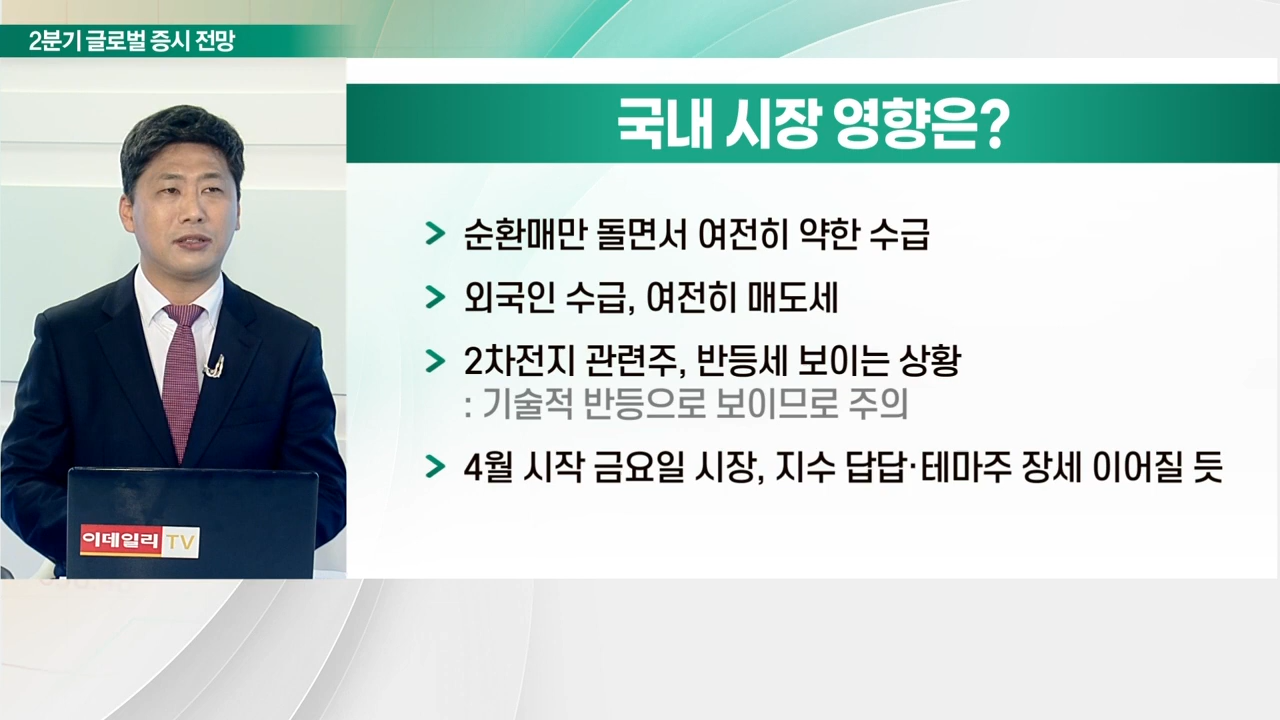 2분기 글로벌 증시 전망
국내 시장 영향은?
순환매만 돌면서 여전히 약한 수급
외국인 수급, 여전히 매도세
2차전지 관련주, 반등세 보이는 상황
: 기술적 반등으로 보이므로 주의
4월 시작 금요일 시장, 지수 답답·테마주 장세 이어질 듯
이데일리 TV